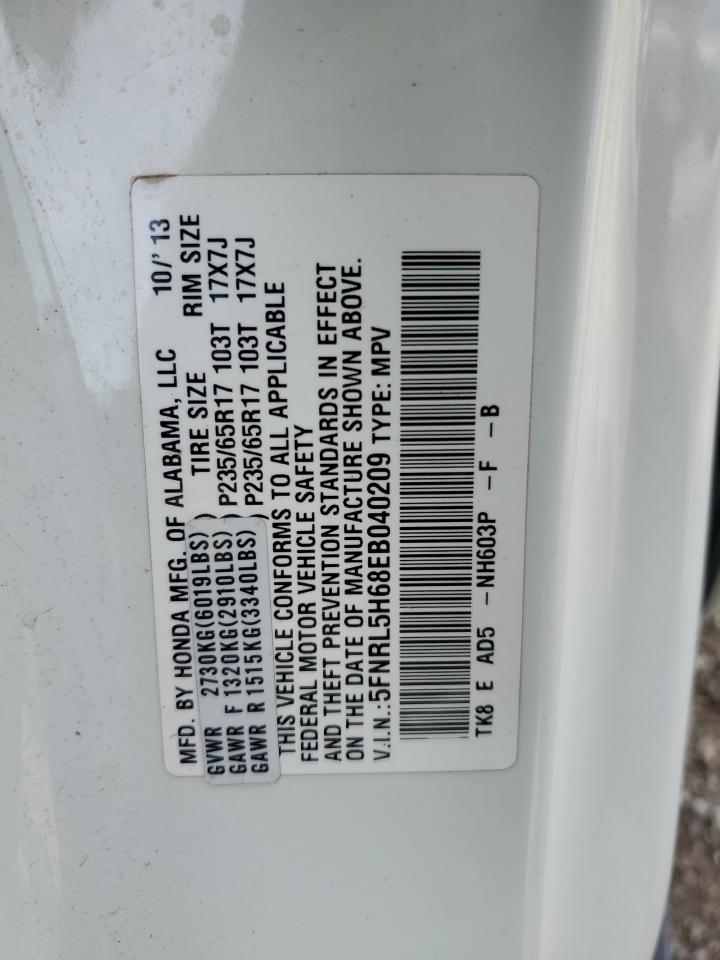 MFD. BY HONDA MFG. OF ALABAMA, LLC 10/'13
TIRE SIZE RIM SIZE
GVWR 2730KG(6019LBS)
GAWR F 1320KG(2910LBS) P235/65R17 103T 17X7J
GAWR R 1515KG(3340LBS) P235/65R17 103T 17X7J
THIS VEHICLE CONFORMS TO ALL APPLICABLE
FEDERAL MOTOR VEHICLE SAFETY
AND THEFT PREVENTION STANDARDS IN EFFECT
ON THE DATE OF MANUFACTURE SHOWN ABOVE.
V.I.N.:5FNRL5H68EB040209 TYPE: MPV
TK8 E AD5 -NH603P -F -B